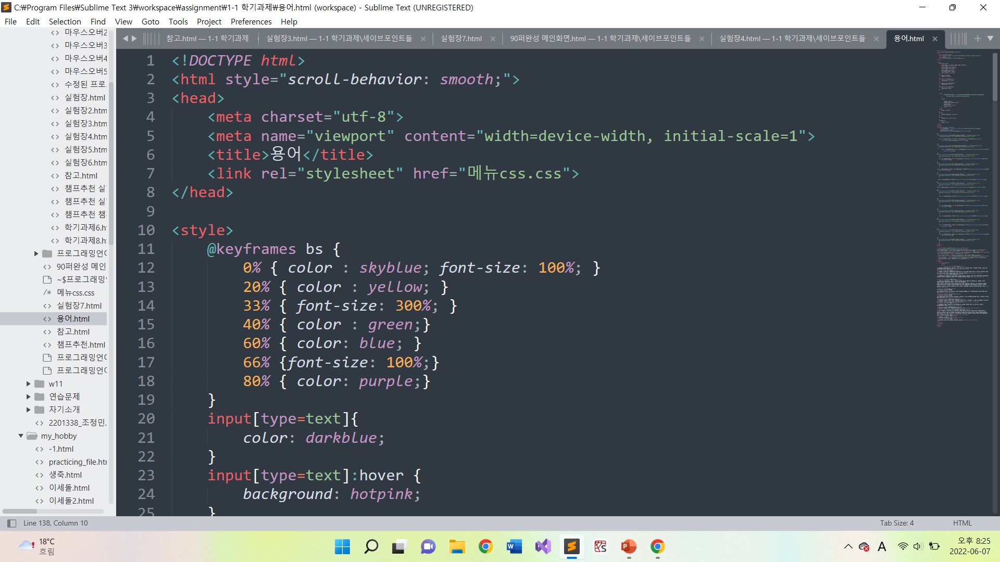 C:₩Program Files₩Sublime Text 3₩workspace₩assignment₩1-1 학기과제₩용어.html (workspace) - Sublime Text (UNREGISTERED)
File Edit Selection Find View Goto Tools Project Preferences Help
참고.html — 1-1 학기과제 실험장3.html — 1-1 학기과제\세이브포인트들 실험장7.html 90퍼완성 메인화면.html — 1-1 학기과제\세이브포인트들 실험장4.html — 1-1 학기과제\세이브포인트들 용어.html
마우스오버2
마우스오버3
마우스오버4
마우스오버5
수정된 프로
실험장.html
실험장2.htm
실험장3.htm
실험장4.htm
실험장5.htm
실험장6.htm
참고.html
챔프추천 실
챔프추천 실
챔프추천 챔
학기과제6.h
학기과제8.h
프로그래밍언어
90퍼완성 메인
~$프로그래밍
메뉴css.css
실험장7.html
용어.html
참고.html
챔프추천.html
프로그래밍언어
프로그래밍언어
w11
연습문제
자기소개
2201338_조정민.
my_hobby
-1.html
practicing_file.htm
생축.html
이세돌.html
이세돌2.html
1 <!DOCTYPE html>
2 <html style="scroll-behavior: smooth;">
3 <head>
4 <meta charset="utf-8">
5 <meta name="viewport" content="width=device-width, initial-scale=1">
6 <title>용어</title>
7 <link rel="stylesheet" href="메뉴css.css">
8 </head>
9
10 <style>
11 @keyframes bs {
12 0% { color : skyblue; font-size: 100%; }
13 20% { color : yellow; }
14 33% { font-size: 300%; }
15 40% { color : green;}
16 60% { color: blue; }
17 66% {font-size: 100%;}
18 80% { color: purple;}
19 }
20 input[type=text]{
21 color: darkblue;
22 }
23 input[type=text]:hover {
24 background: hotpink;
25 }
Line 138, Column 10 Tab Size: 4 HTML
18°C
흐림
A
오후 8:25
2022-06-07